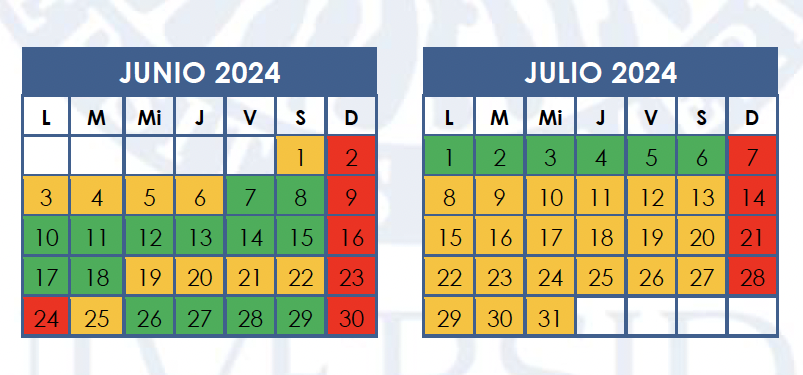 JUNIO 2024
L M Mi J V S D
1 2
3 4 5 6 7 8 9
10 11 12 13 14 15 16
17 18 19 20 21 22 23
24 25 26 27 28 29 30
JULIO 2024
L M Mi J V S D
1 2 3 4 5 6 7
8 9 10 11 12 13 14
15 16 17 18 19 20 21
22 23 24 25 26 27 28
29 30 31